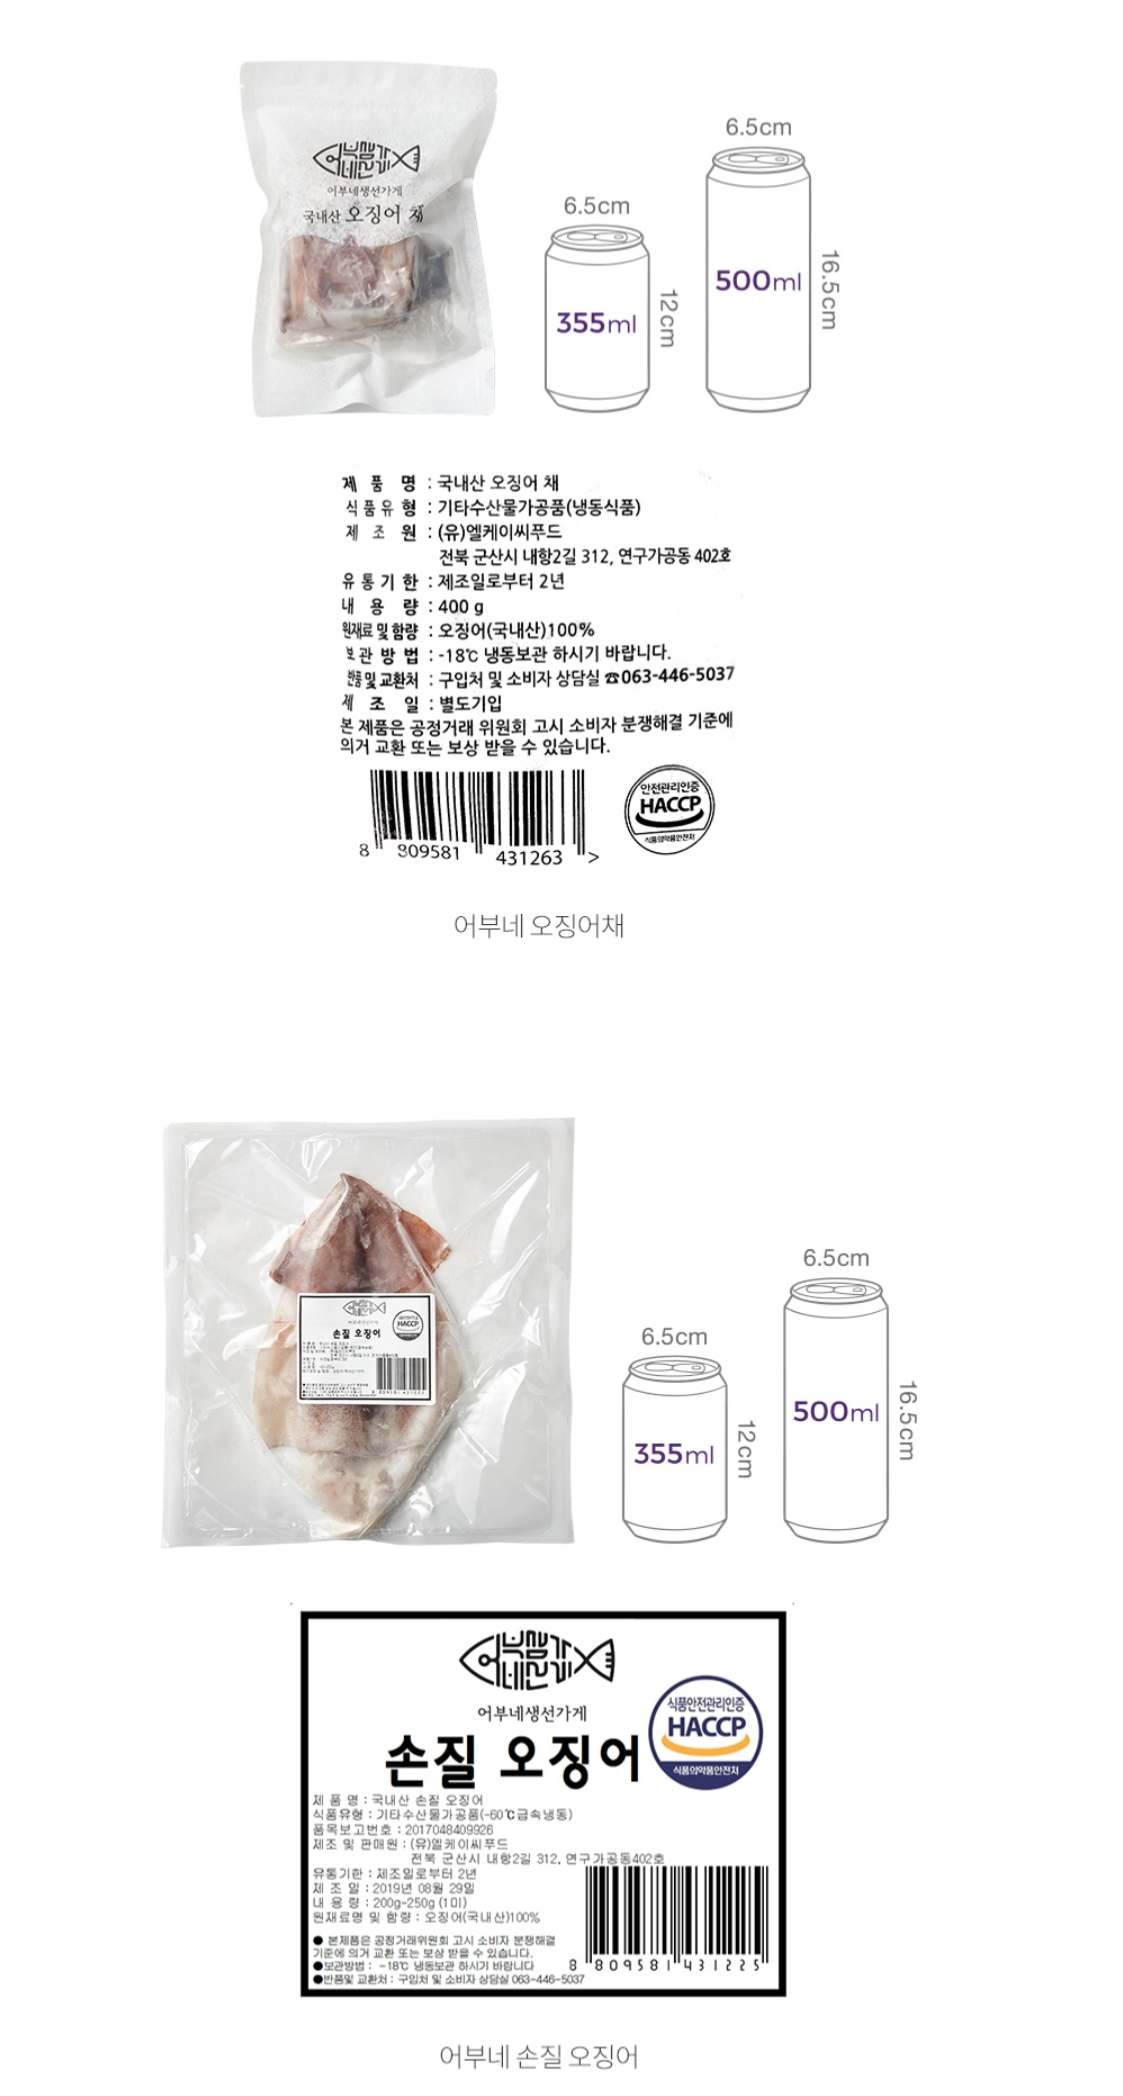 어부네생선가게
국내산 오징어 채
6.5cm
355ml
12cm
6.5cm
500ml
16.5cm
제 품 명 : 국내산 오징어 채
식품유형 : 기타수산물가공품(냉동식품)
제 조 원 : (유)엘케이씨푸드
전북 군산시 내항2길 312, 연구가공동 402호
유통기한 : 제조일로부터 2년
내 용 량 : 400 g
원재료 및 함량 : 오징어(국내산)100%
보관 방법 : -18℃ 냉동보관 하시기 바랍니다.
반품 및 교환처 : 구입처 및 소비자 상담실 ☎063-446-5037
제 조 일 : 별도기입
본 제품은 공정거래 위원회 고시 소비자 분쟁해결 기준에
의거 교환 또는 보상 받을 수 있습니다.
안전관리인증
HACCP
식품의약품안전처
8 809581 431263 >
어부네 오징어채
손질 오징어
HACCP
6.5cm
355ml
12cm
6.5cm
500ml
16.5cm
어부네생선가게
손질 오징어
식품안전관리인증
HACCP
식품의약품안전처
제 품 명 : 국내산 손질 오징어
식품유형 : 기타수산물가공품(-60℃급속냉동)
품목보고번호 : 2017048409926
제조 및 판매원 : (유)엘케이씨푸드
전북 군산시 내항2길 312, 연구가공동402호
유통기한 : 제조일로부터 2년
제 조 일 : 2019년 08월 29일
내 용 량 : 200g-250g (1미)
원재료명 및 함량 : 오징어(국내산)100%
● 본제품은 공정거래위원회 고시 소비자 분쟁해결
기준에 의거 교환 또는 보상 받을 수 있습니다.
●보관방법 : -18℃ 냉동보관 하시기 바랍니다
●반품및 교환처 : 구입처 및 소비자 상담실 063-446-5037
8 809581 431225
어부네 손질 오징어